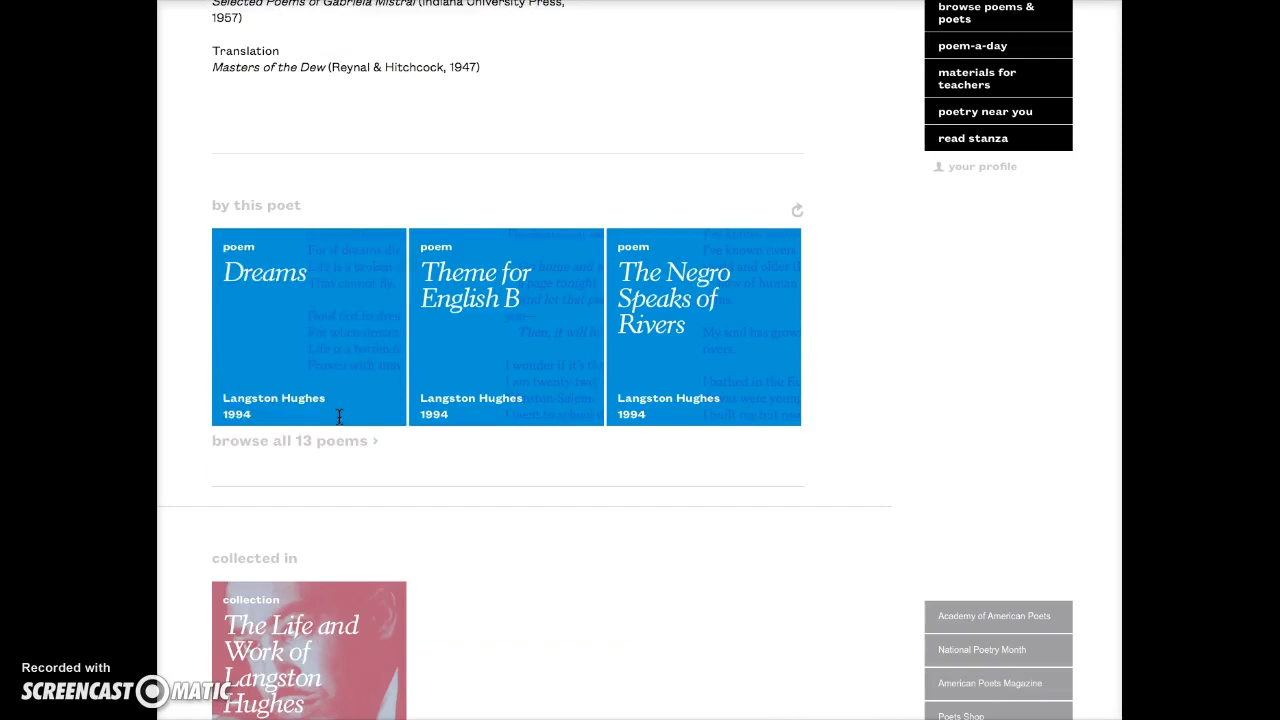 Selected Poems of Gabriela Mistral (Indiana University Press,
1957)
Translation
Masters of the Dew (Reynal & Hitchcock, 1947)
by this poet
poem
Dreams
Langston Hughes
1994
poem
Theme for
English B
Langston Hughes
1994
poem
The Negro
Speaks of
Rivers
Langston Hughes
1994
browse all 13 poems ›
collected in
collection
The Life and
Work of
Langston
Hughes
browse poems &
poets
poem-a-day
materials for
teachers
poetry near you
read stanza
your profile
Academy of American Poets
National Poetry Month
American Poets Magazine
Poets Shop
Recorded with
SCREENCAST-O-MATIC